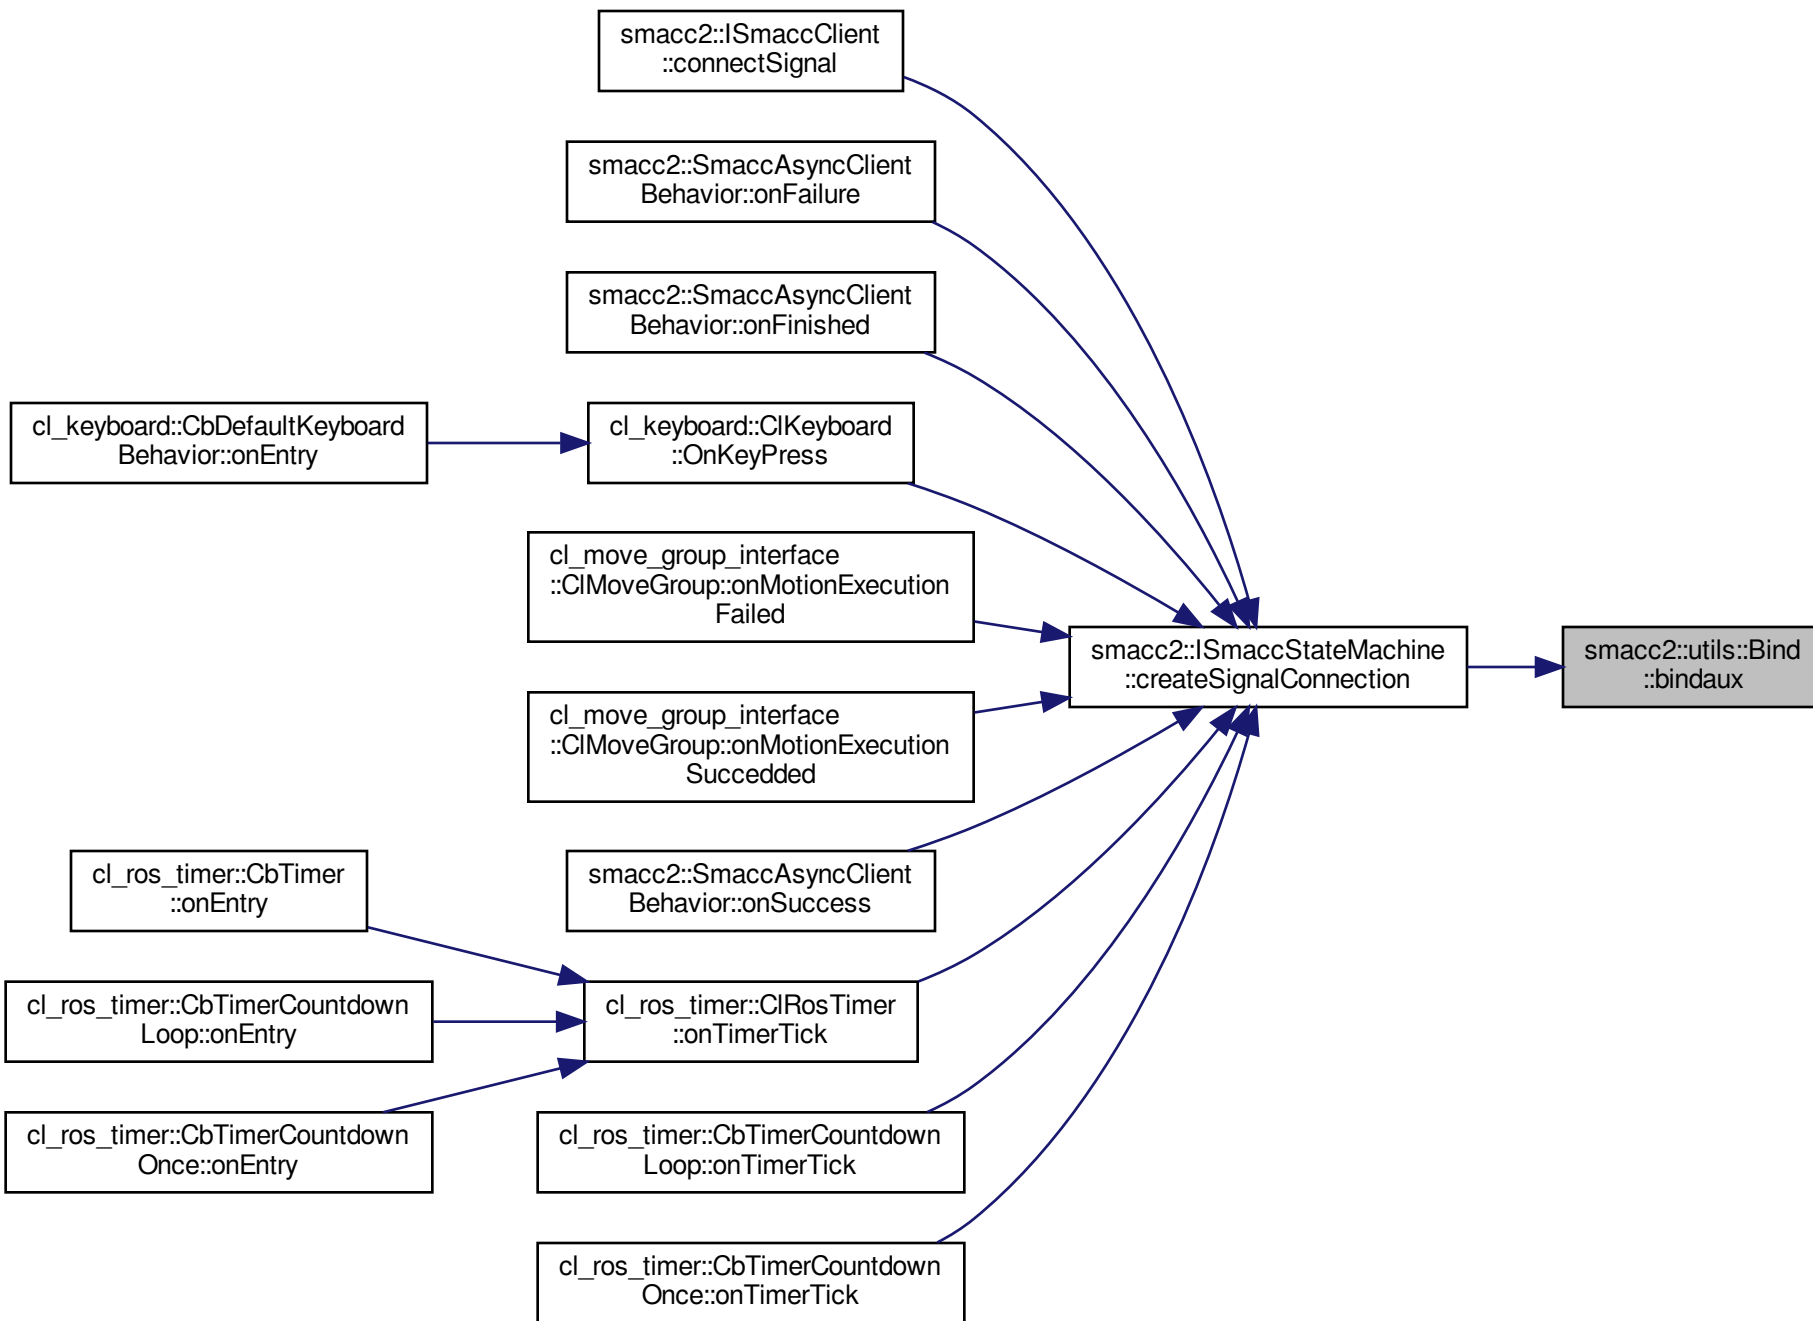 smacc2::ISmaccClient
::connectSignal
smacc2::SmaccAsyncClient
Behavior::onFailure
smacc2::SmaccAsyncClient
Behavior::onFinished
cl_keyboard::CbDefaultKeyboard
Behavior::onEntry
cl_keyboard::ClKeyboard
::OnKeyPress
cl_move_group_interface
::ClMoveGroup::onMotionExecution
Failed
smacc2::ISmaccStateMachine
::createSignalConnection
smacc2::utils::Bind
::bindaux
cl_move_group_interface
::ClMoveGroup::onMotionExecution
Succedded
smacc2::SmaccAsyncClient
Behavior::onSuccess
cl_ros_timer::CbTimer
::onEntry
cl_ros_timer::CbTimerCountdown
Loop::onEntry
cl_ros_timer::ClRosTimer
::onTimerTick
cl_ros_timer::CbTimerCountdown
Once::onEntry
cl_ros_timer::CbTimerCountdown
Loop::onTimerTick
cl_ros_timer::CbTimerCountdown
Once::onTimerTick